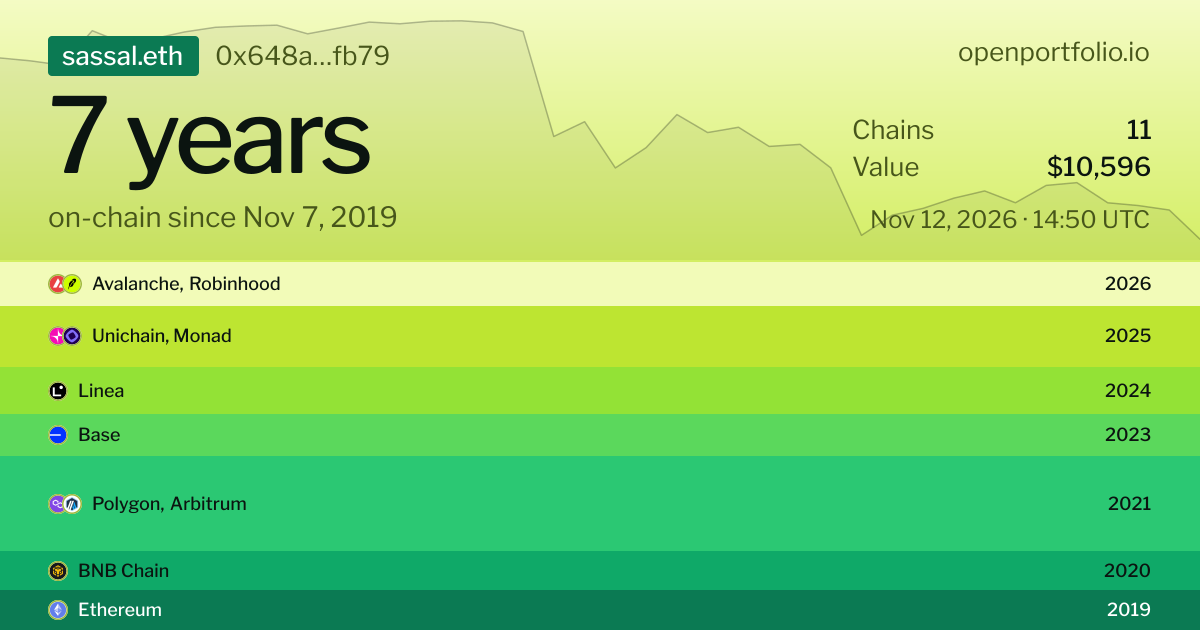 sassal.eth 0x648a...fb79
openportfolio.io
7 years
on-chain since Nov 7, 2019
Chains 11
Value $10,596
Nov 12, 2026 · 14:50 UTC
Avalanche, Robinhood 2026
Unichain, Monad 2025
Linea 2024
Base 2023
Polygon, Arbitrum 2021
BNB Chain 2020
Ethereum 2019